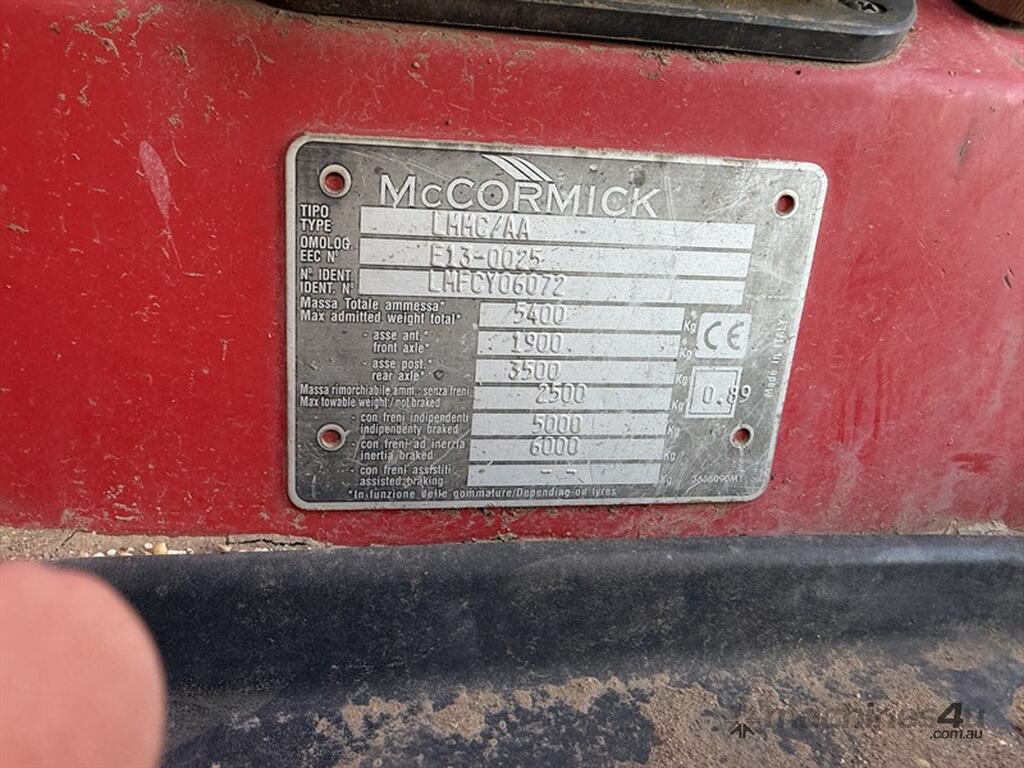 McCORMICK
TIPO
TYPE LMMC/AA
OMOLOG.
EEC N° E13-0025
N° IDENT.
IDENT. N° LMFCY06072
Massa Totale ammessa*
Max admitted weight total* 5400 Kg
- asse ant.*
front axle* 1900 Kg
- asse post.*
rear axle* 3500 Kg
Massa rimorchiabile amm.: senza freni
Max towable weight / not braked 2500 Kg
- con freni indipendenti
independenty braked 5000 Kg
- con freni ad inerzia
inertia braked 6000
- con freni assistiti
assisted braking -- Kg
*In funzione delle gommature/Depending od tyres
CE
0.89
Made in ITALY
machines4u
.com.au